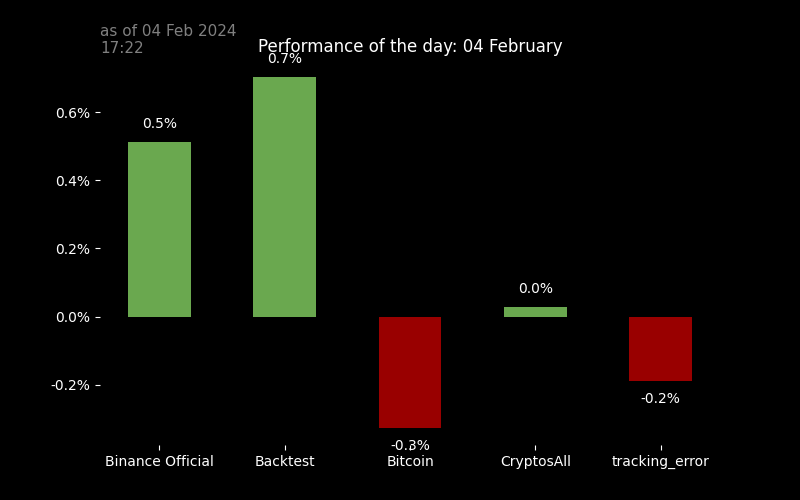 as of 04 Feb 2024
17:22
Performance of the day: 04 February
0.7%
0.6%
0.5%
0.4%
0.2%
0.0%
0.0%
-0.2%
-0.2%
-0.3%
Binance Official
Backtest
Bitcoin
CryptosAll
tracking_error